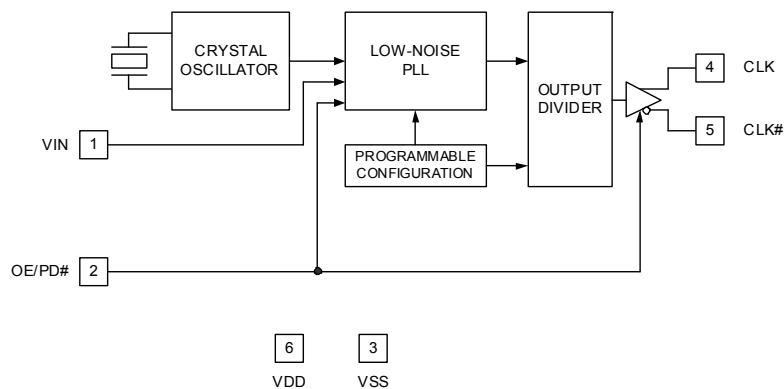 CRYSTAL
OSCILLATOR
LOW-NOISE
PLL
OUTPUT
DIVIDER
4 CLK
5 CLK#
VIN 1
PROGRAMMABLE
CONFIGURATION
OE/PD# 2
6 3
VDD VSS